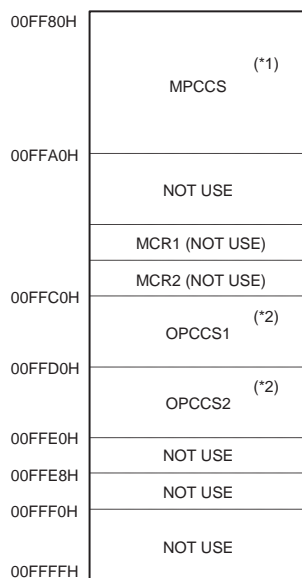 00FF80H
(*1)
MPCCS
00FFA0H
NOT USE
MCR1 (NOT USE)
MCR2 (NOT USE)
00FFC0H
(*2)
OPCCS1
00FFD0H
(*2)
OPCCS2
00FFE0H
NOT USE
00FFE8H
NOT USE
00FFF0H
NOT USE
00FFFFH